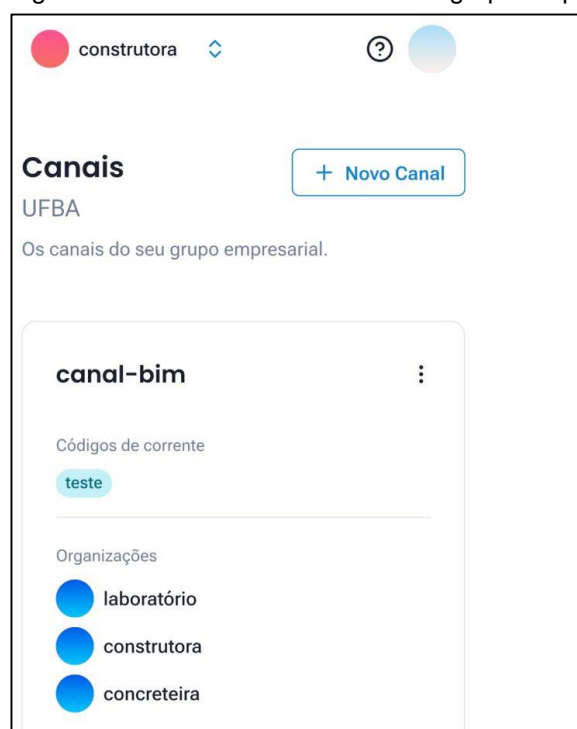 construtora
Canais
+ Novo Canal
UFBA
Os canais do seu grupo empresarial.
canal-bim
Códigos de corrente
teste
Organizações
laboratório
construtora
concreteira